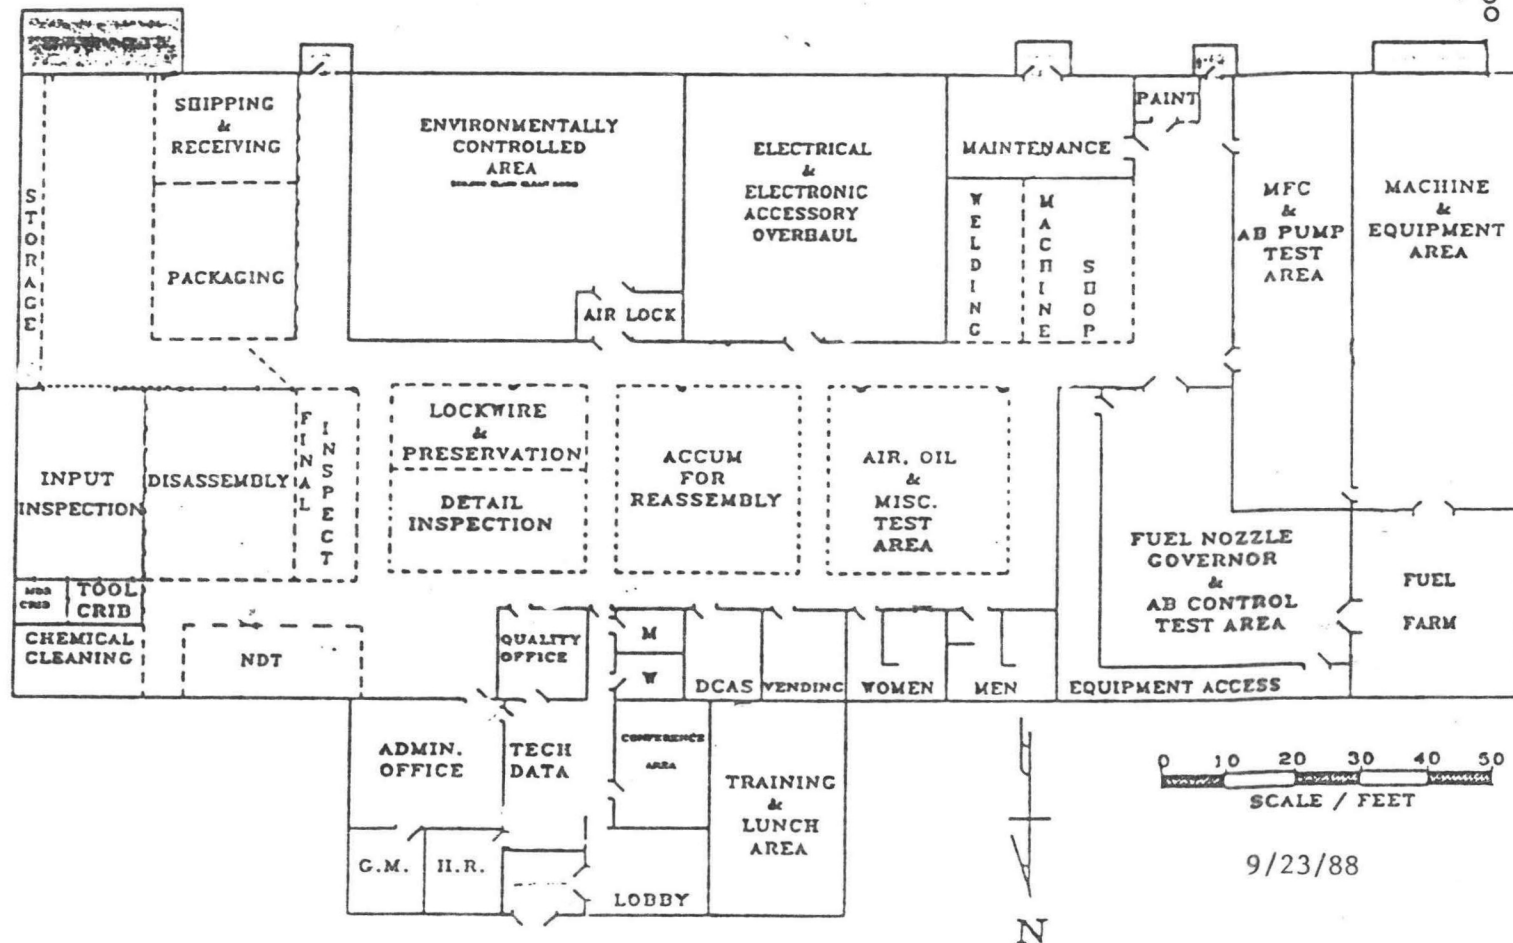 SHIPPING
&
RECEIVING
PACKAGING
STORAGE
ENVIRONMENTALLY
CONTROLLED
AREA
AIR LOCK
ELECTRICAL
&
ELECTRONIC
ACCESSORY
OVERHAUL
MAINTENANCE
PAINT
WELDING
MACHINE
SHOP
MFC
&
AB PUMP
TEST
AREA
MACHINE
&
EQUIPMENT
AREA
INPUT
INSPECTION
DISASSEMBLY
FINAL
INSPECT
LOCKWIRE
&
PRESERVATION
DETAIL
INSPECTION
ACCUM
FOR
REASSEMBLY
AIR, OIL
&
MISC.
TEST
AREA
FUEL NOZZLE
GOVERNOR
&
AB CONTROL
TEST AREA
FUEL
FARM
CRIB
TOOL
CRIB
CHEMICAL
CLEANING
NDT
QUALITY
OFFICE
M
W
DCAS
VENDING
WOMEN
MEN
EQUIPMENT ACCESS
ADMIN.
OFFICE
TECH
DATA
CONFERENCE
AREA
TRAINING
&
LUNCH
AREA
G.M.
H.R.
LOBBY
0 10 20 30 40 50
SCALE / FEET
9/23/88
N